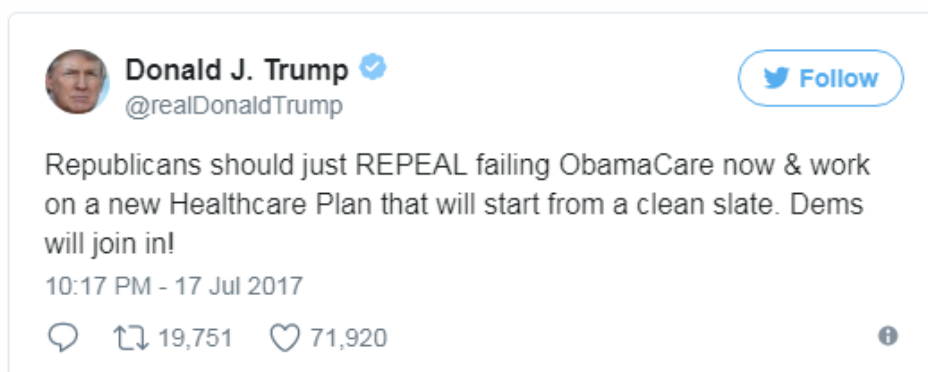 Donald J. Trump
@realDonaldTrump
Follow
Republicans should just REPEAL failing ObamaCare now & work
on a new Healthcare Plan that will start from a clean slate. Dems
will join in!
10:17 PM - 17 Jul 2017
19,751 71,920